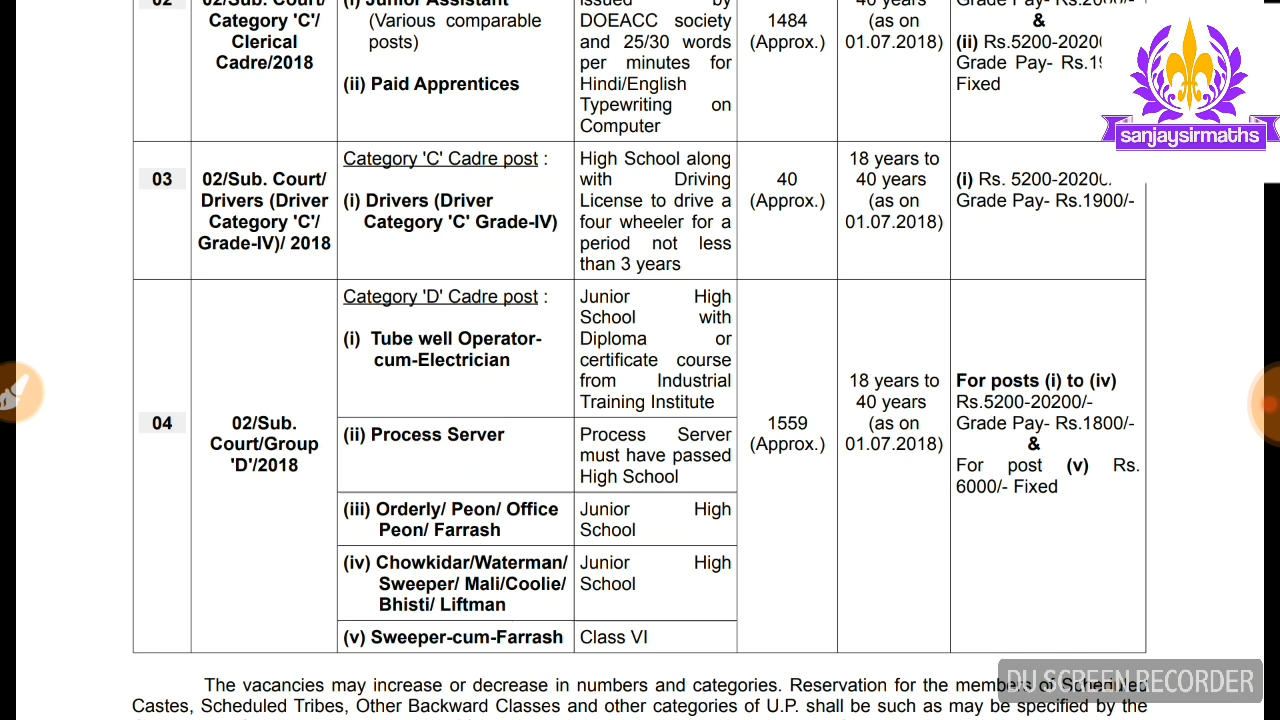 02
02/Sub. Court/
Category 'C'/
Clerical
Cadre/2018
(i) Junior Assistant
(Various comparable
posts)
(ii) Paid Apprentices
issued by
DOEACC society
and 25/30 words
per minutes for
Hindi/English
Typewriting on
Computer
1484
(Approx.)
40 years
(as on
01.07.2018)
Grade Pay- Rs.2000/-
&
(ii) Rs.5200-2020
Grade Pay- Rs.19
Fixed
sanjaysirmaths
03
02/Sub. Court/
Drivers (Driver
Category 'C'/
Grade-IV)/ 2018
Category 'C' Cadre post :
(i) Drivers (Driver
Category 'C' Grade-IV)
High School along
with Driving
License to drive a
four wheeler for a
period not less
than 3 years
40
(Approx.)
18 years to
40 years
(as on
01.07.2018)
(i) Rs. 5200-20200
Grade Pay- Rs.1900/-
04
02/Sub.
Court/Group
'D'/2018
Category 'D' Cadre post :
(i) Tube well Operator-
cum-Electrician
Junior High
School with
Diploma or
certificate course
from Industrial
Training Institute
(ii) Process Server
Process Server
must have passed
High School
(iii) Orderly/ Peon/ Office
Peon/ Farrash
Junior High
School
(iv) Chowkidar/Waterman/
Sweeper/ Mali/Coolie/
Bhisti/ Liftman
Junior High
School
(v) Sweeper-cum-Farrash
Class VI
1559
(Approx.)
18 years to
40 years
(as on
01.07.2018)
For posts (i) to (iv)
Rs.5200-20200/-
Grade Pay- Rs.1800/-
&
For post (v) Rs.
6000/- Fixed
The vacancies may increase or decrease in numbers and categories. Reservation for the members of Scheduled
Castes, Scheduled Tribes, Other Backward Classes and other categories of U.P. shall be such as may be specified by the
DU SCREEN RECORDER